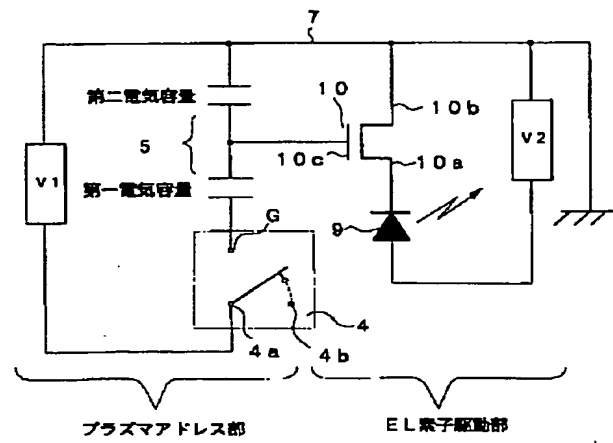 7
第二電気容量
10
10b
5
10c
10a
V1
V2
第一電気容量
G
9
4
4a
4b
プラズマアドレス部
EL素子駆動部